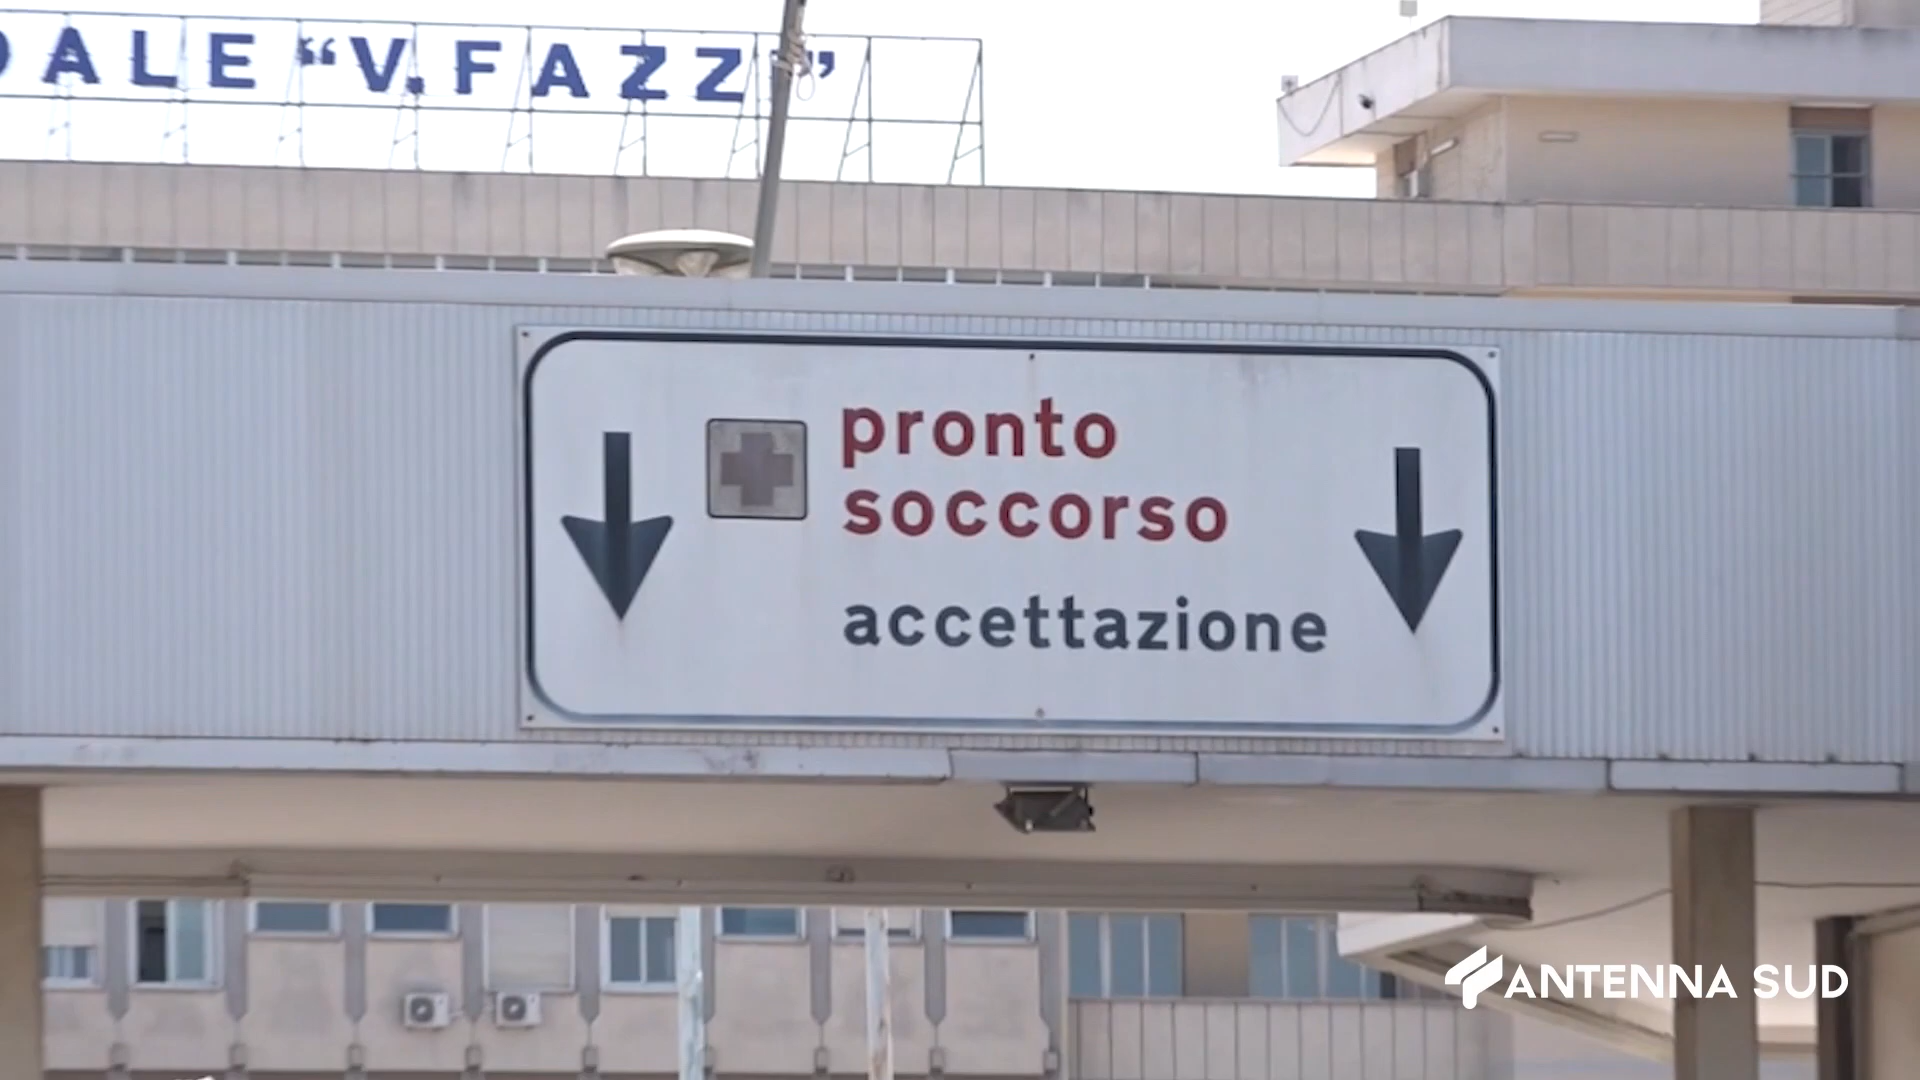 DALE “V. FAZZ ”
pronto
soccorso
accettazione
ANTENNA SUD